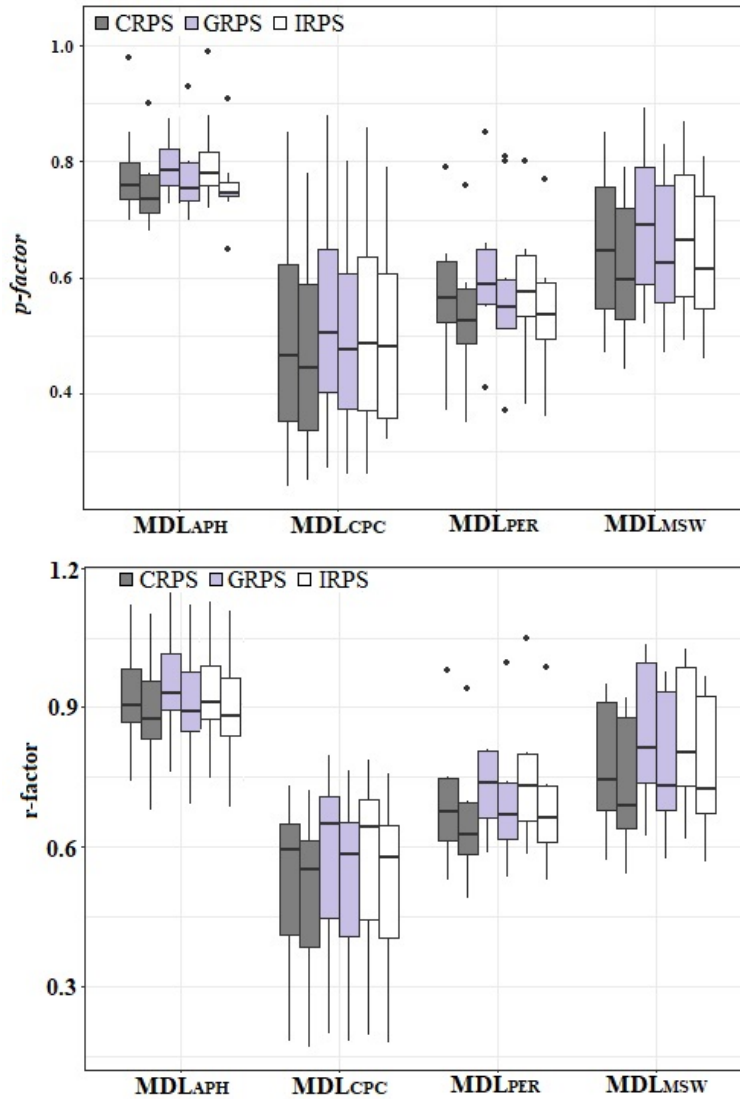 CRPS GRPS IRPS
1.0
0.8
0.6
0.4
p-factor
MDLAPH MDLCPC MDLPER MDLMSW
1.2
CRPS GRPS IRPS
0.9
0.6
0.3
r-factor
MDLAPH MDLCPC MDLPER MDLMSW